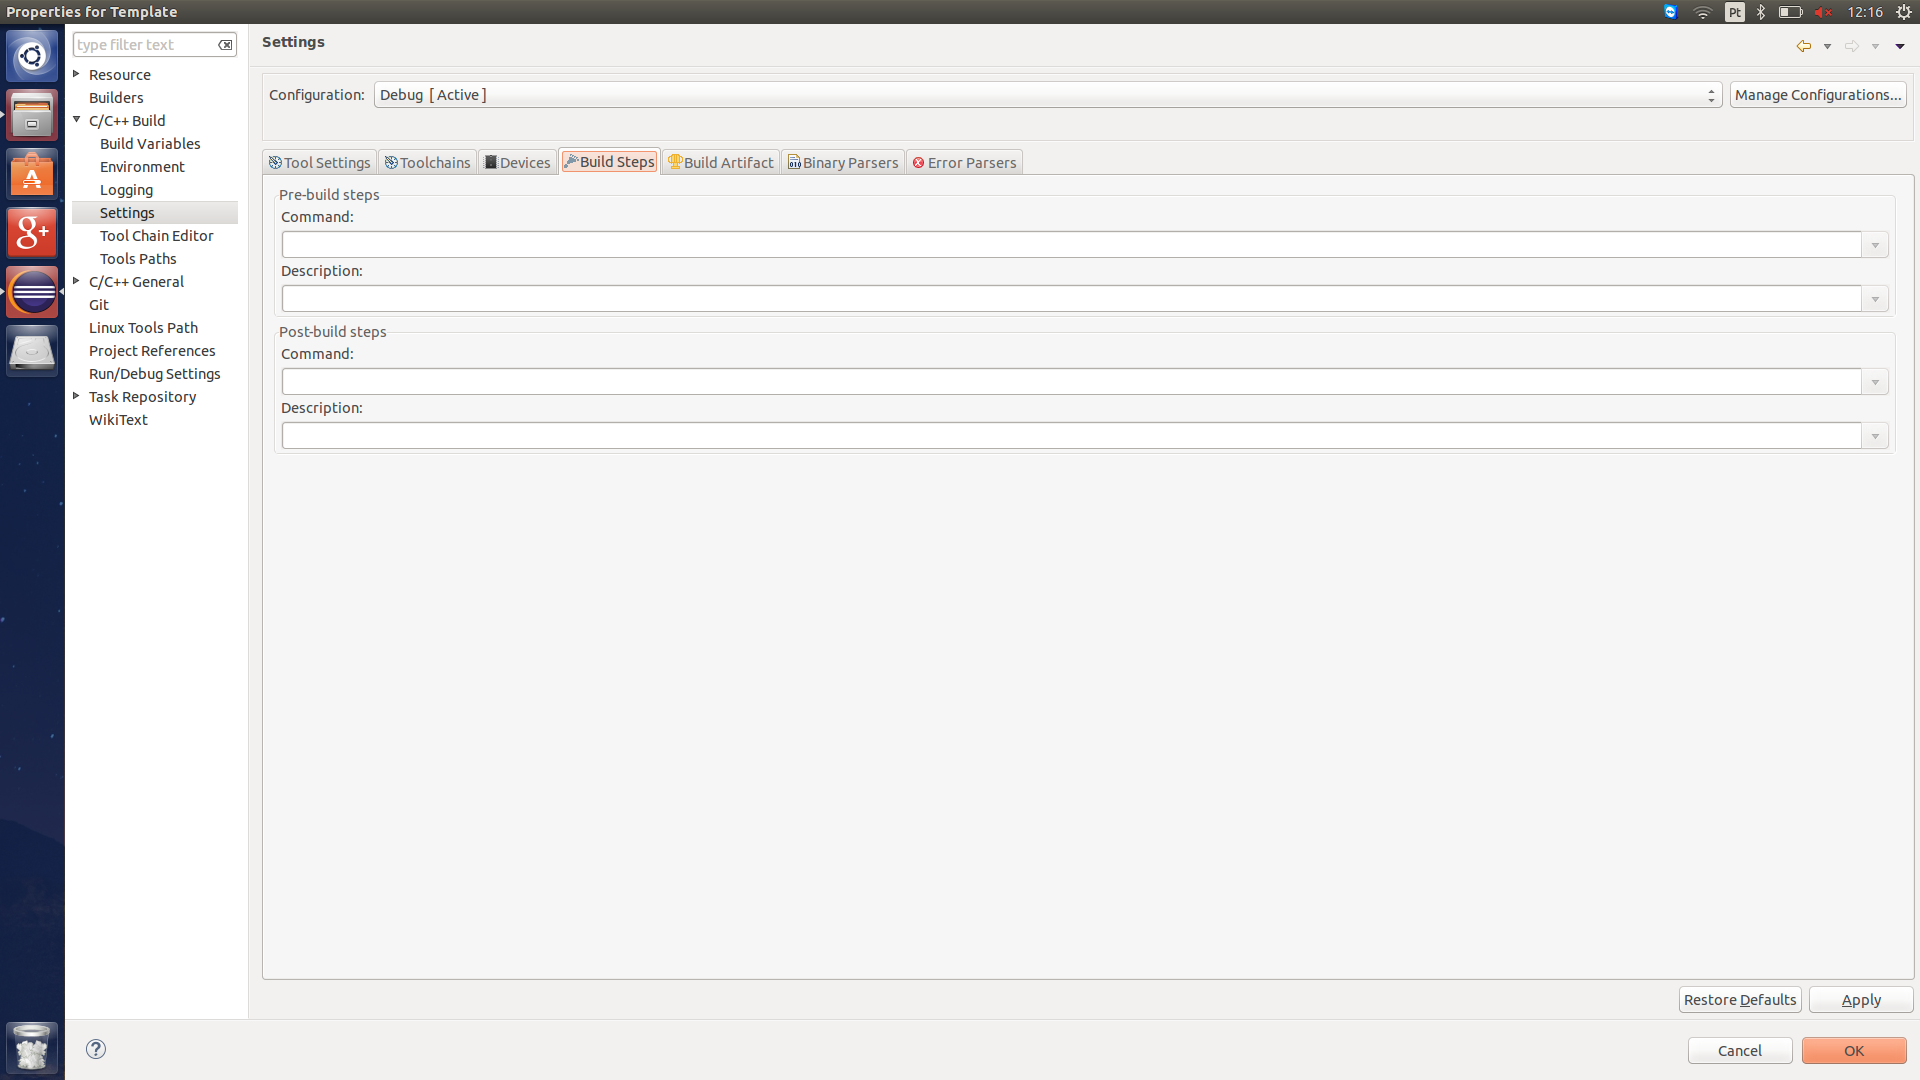 Properties for Template
Pt
12:16
type filter text
Resource
Builders
C/C++ Build
Build Variables
Environment
Logging
Settings
Tool Chain Editor
Tools Paths
C/C++ General
Git
Linux Tools Path
Project References
Run/Debug Settings
Task Repository
WikiText
Settings
Configuration: Debug [ Active ] Manage Configurations...
Tool Settings Toolchains Devices Build Steps Build Artifact Binary Parsers Error Parsers
Pre-build steps
Command:
Description:
Post-build steps
Command:
Description:
Restore Defaults Apply
Cancel OK